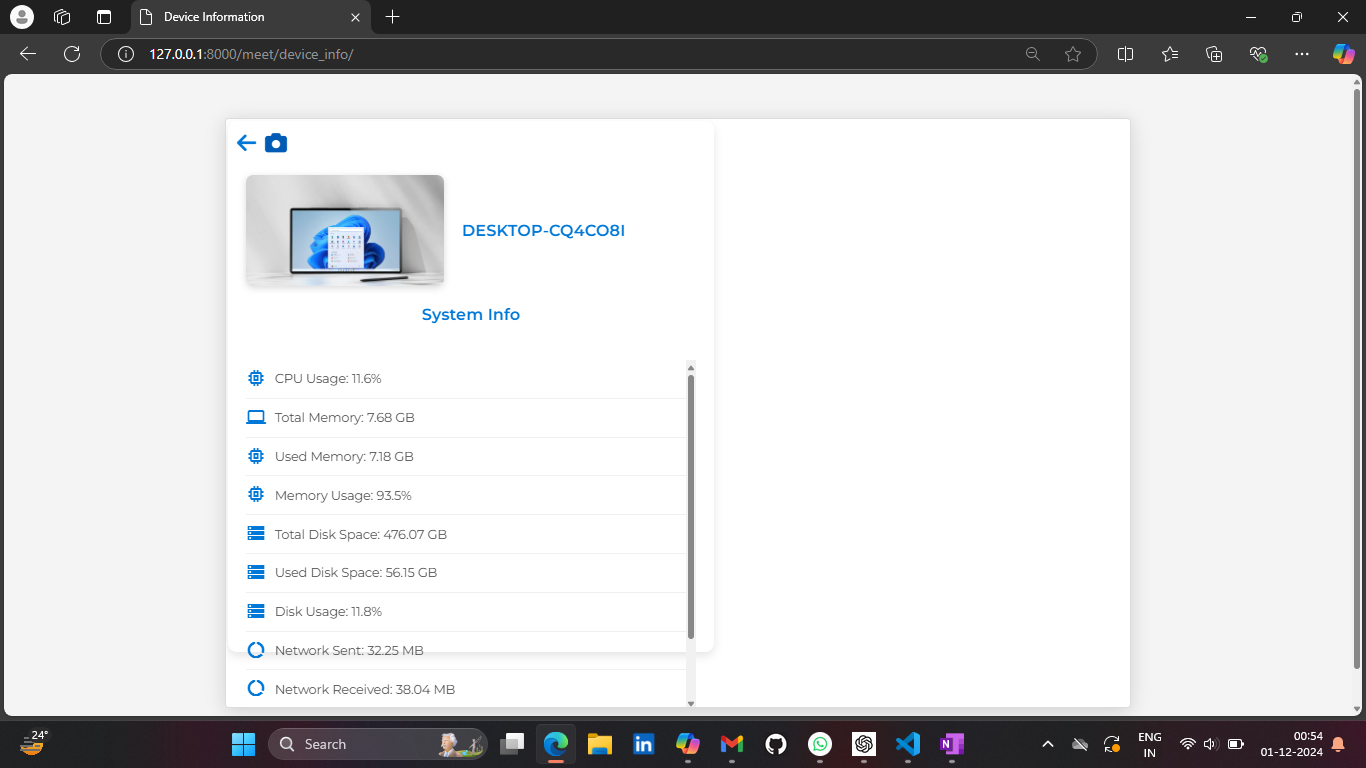 Device Information
127.0.0.1:8000/meet/device_info/
DESKTOP-CQ4CO8I
System Info
CPU Usage: 11.6%
Total Memory: 7.68 GB
Used Memory: 7.18 GB
Memory Usage: 93.5%
Total Disk Space: 476.07 GB
Used Disk Space: 56.15 GB
Disk Usage: 11.8%
Network Sent: 32.25 MB
Network Received: 38.04 MB
24°
Search
ENG
IN
00:54
01-12-2024